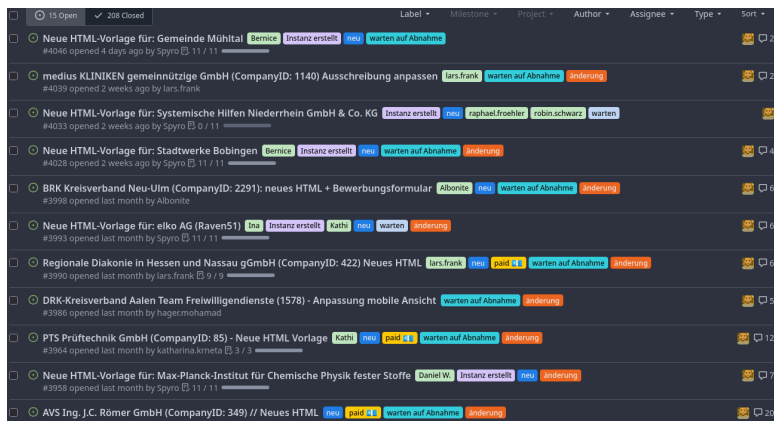 15 Open 208 Closed Label Milestone Project Author Assignee Type Sort
Neue HTML-Vorlage für: Gemeinde Mühltal Bernice Instanz erstellt neu warten auf Abnahme 2
#4046 opened 4 days ago by Spyro 11 / 11
medius KLINIKEN gemeinnützige GmbH (CompanyID: 1140) Ausschreibung anpassen lars.frank warten auf Abnahme änderung 2
#4039 opened 2 weeks ago by lars.frank
Neue HTML-Vorlage für: Systemische Hilfen Niederrhein GmbH & Co. KG Instanz erstellt neu raphael.froehler robin.schwarz warten
#4033 opened 2 weeks ago by Spyro 0 / 11
Neue HTML-Vorlage für: Stadtwerke Bobingen Bernice Instanz erstellt neu warten auf Abnahme änderung 4
#4028 opened 2 weeks ago by Spyro 11 / 11
BRK Kreisverband Neu-Ulm (CompanyID: 2291): neues HTML + Bewerbungsformular Albonite neu warten auf Abnahme änderung 6
#3998 opened last month by Albonite
Neue HTML-Vorlage für: elko AG (Raven51) Ina Instanz erstellt Kathi neu warten änderung 6
#3993 opened last month by Spyro 11 / 11
Regionale Diakonie in Hessen und Nassau gGmbH (CompanyID: 422) Neues HTML lars.frank neu paid warten auf Abnahme änderung 6
#3990 opened last month by lars.frank 9 / 9
DRK-Kreisverband Aalen Team Freiwilligendienste (1578) - Anpassung mobile Ansicht warten auf Abnahme änderung 5
#3986 opened last month by hager.mohamad
PTS Prüftechnik GmbH (CompanyID: 85) - Neue HTML Vorlage Kathi neu paid warten auf Abnahme änderung 12
#3964 opened last month by katharina.krneta 3 / 3
Neue HTML-Vorlage für: Max-Planck-Institut für Chemische Physik fester Stoffe Daniel W. Instanz erstellt neu änderung 7
#3958 opened last month by Spyro 11 / 11
AVS Ing. J.C. Römer GmbH (CompanyID: 349) // Neues HTML neu paid warten auf Abnahme änderung 20